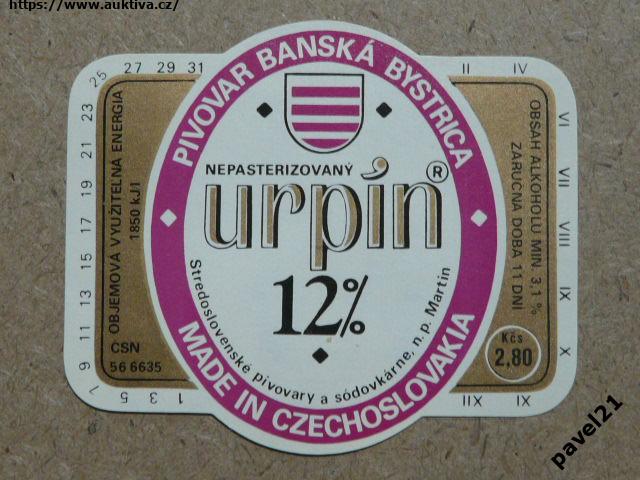 https://www.auktiva.cz/
PIVOVAR BANSKÁ BYSTRICA
NEPASTERIZOVANÝ
urpín®
12%
Stredoslovenské pivovary a sódovkárne, n. p. Martin
MADE IN CZECHOSLOVAKIA
OBJEMOVÁ VYUŽITELNÁ ENERGIA
1850 kJ/l
ČSN
56 6635
OBSAH ALKOHOLU MIN. 3,1 %
ZÁRUČNÁ DOBA 11 DNÍ
Kčs
2,80
1 3 5 7 9 11 13 15 17 19 21 23 25 27 29 31
II IV VI VII VIII IX X XI XII
pavel21